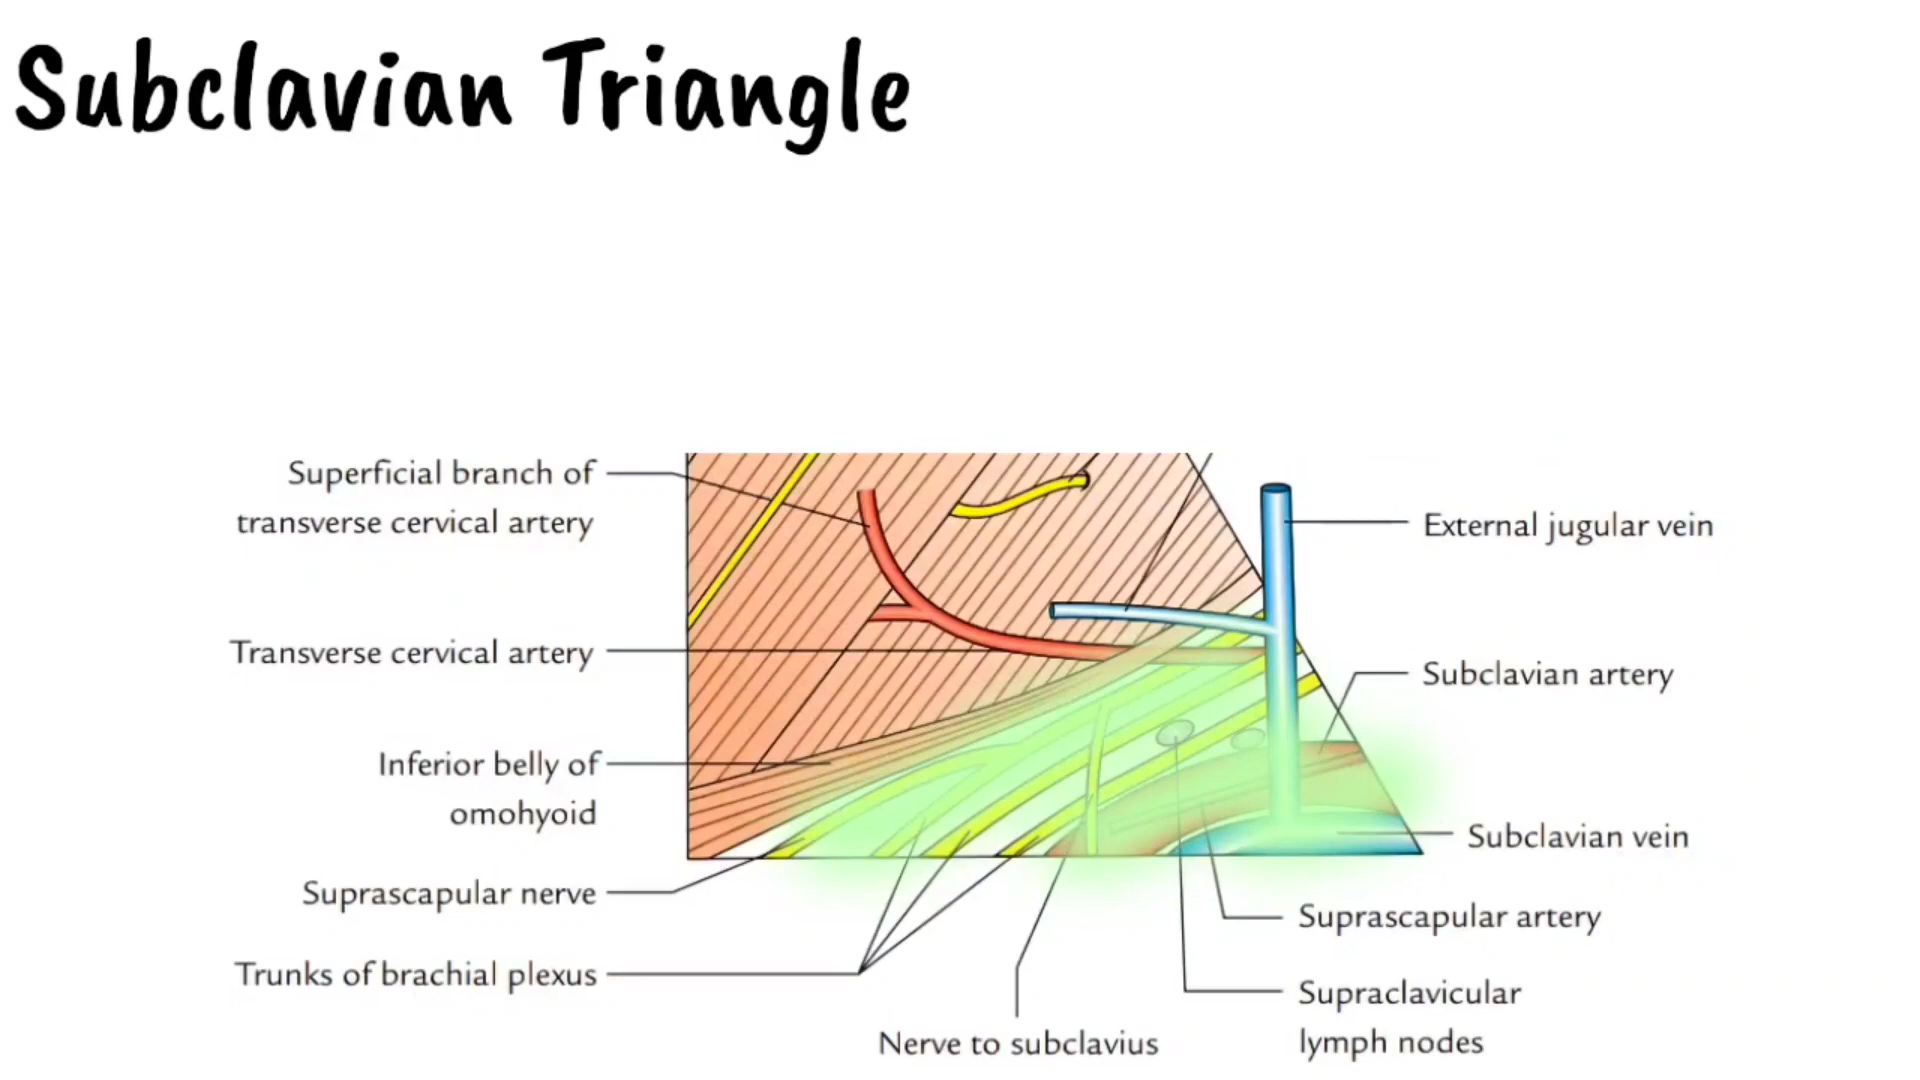 Subclavian Triangle
Superficial branch of
transverse cervical artery
Transverse cervical artery
Inferior belly of
omohyoid
Suprascapular nerve
Trunks of brachial plexus
Nerve to subclavius
External jugular vein
Subclavian artery
Subclavian vein
Suprascapular artery
Supraclavicular
lymph nodes